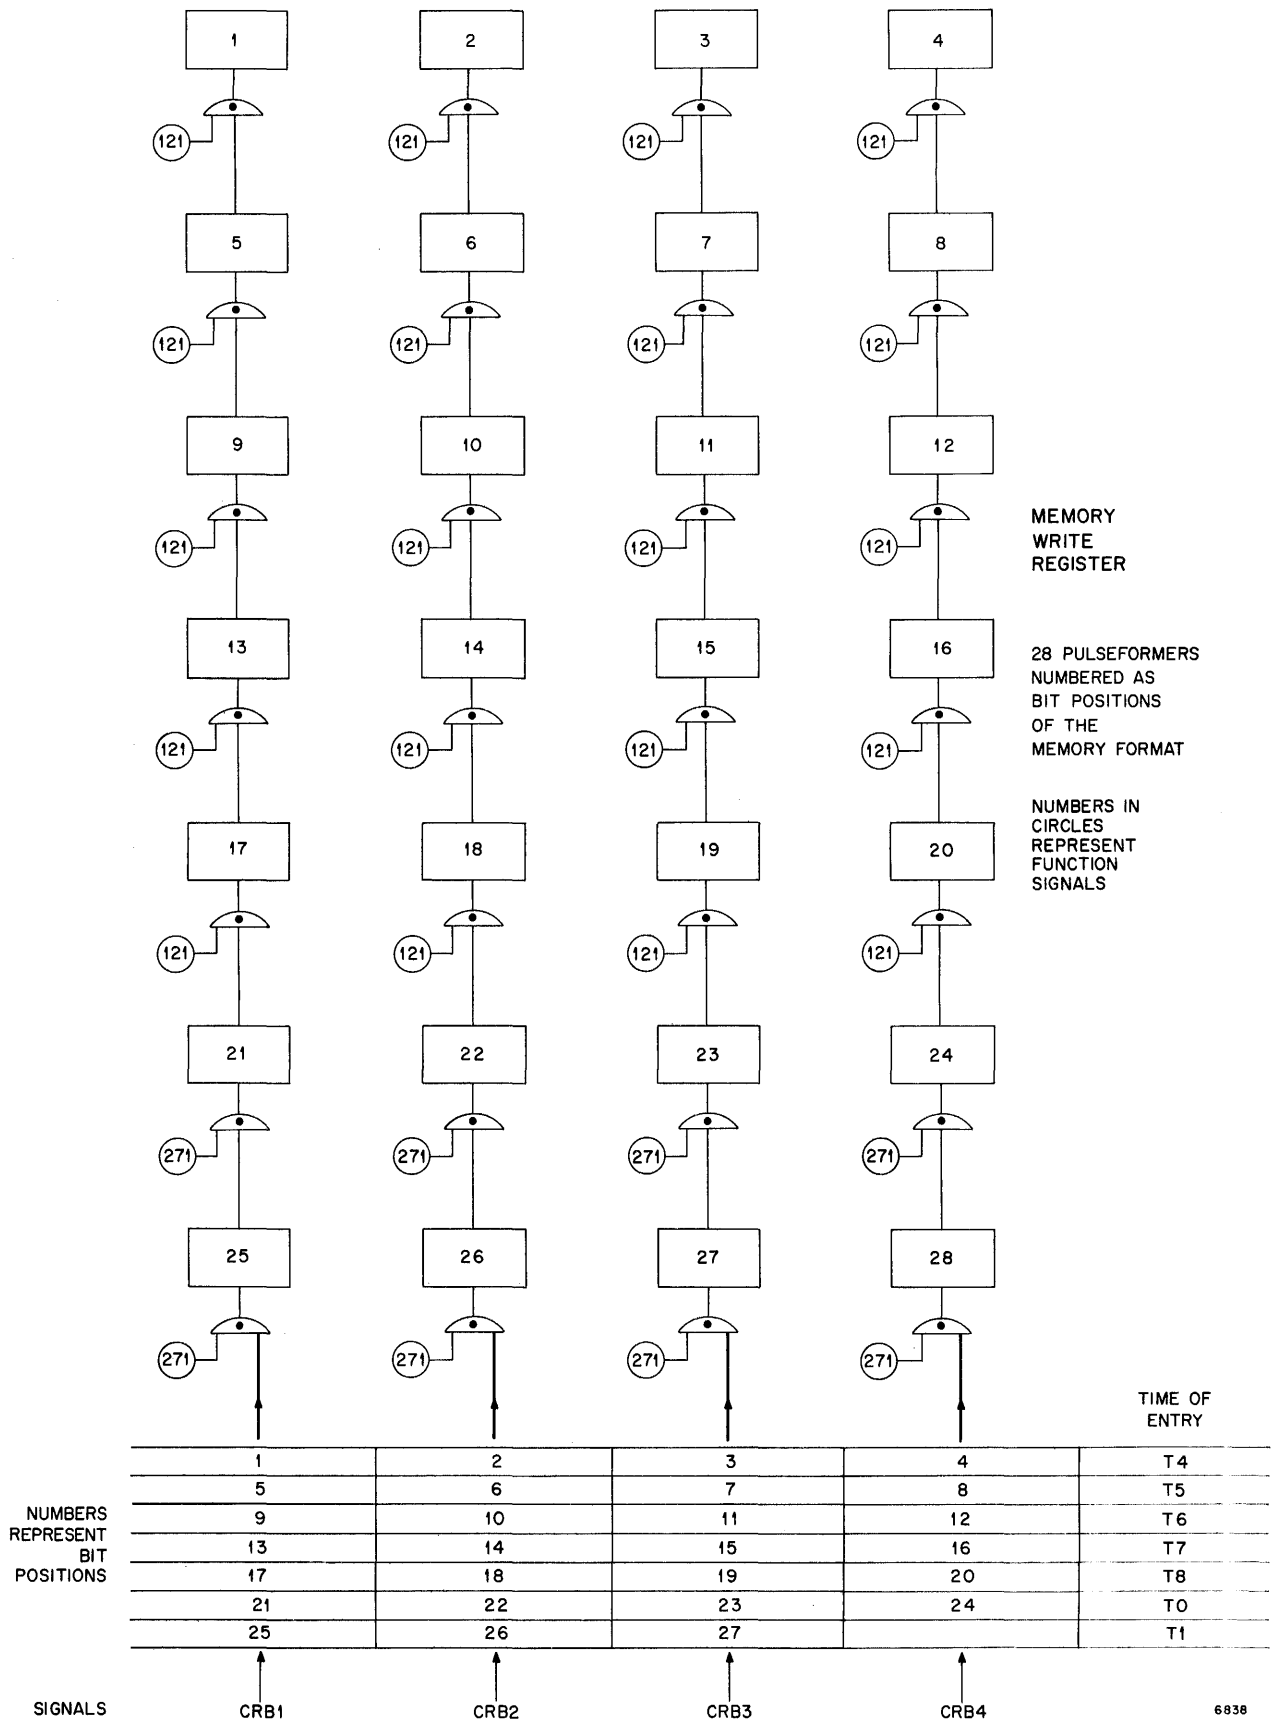 1 2 3 4
121 121 121 121
5 6 7 8
121 121 121 121
9 10 11 12
121 121 121 121
MEMORY
WRITE
REGISTER
13 14 15 16
28 PULSEFORMERS
NUMBERED AS
BIT POSITIONS
OF THE
MEMORY FORMAT
121 121 121 121
17 18 19 20
NUMBERS IN
CIRCLES
REPRESENT
FUNCTION
SIGNALS
121 121 121 121
21 22 23 24
271 271 271 271
25 26 27 28
271 271 271 271
TIME OF
ENTRY
1 2 3 4 T4
5 6 7 8 T5
9 10 11 12 T6
13 14 15 16 T7
17 18 19 20 T8
21 22 23 24 T0
25 26 27 T1
NUMBERS
REPRESENT
BIT
POSITIONS
SIGNALS CRB1 CRB2 CRB3 CRB4
6838